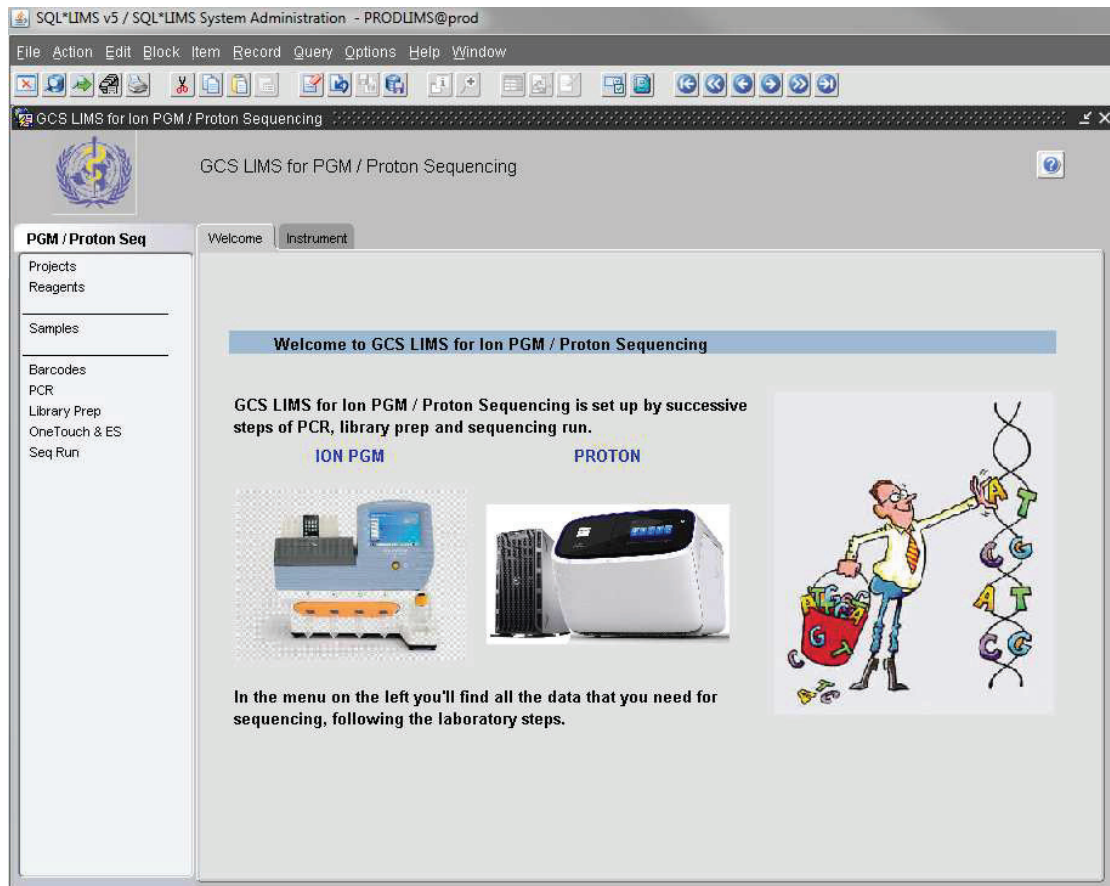 SQL*LIMS v5 / SQL*LIMS System Administration - PRODLIMS@prod
File Action Edit Block Item Record Query Options Help Window
GCS LIMS for Ion PGM / Proton Sequencing
GCS LIMS for PGM / Proton Sequencing
PGM / Proton Seq
Welcome Instrument
Projects
Reagents
Samples
Barcodes
PCR
Library Prep
OneTouch & ES
Seq Run
Welcome to GCS LIMS for Ion PGM / Proton Sequencing
GCS LIMS for Ion PGM / Proton Sequencing is set up by successive
steps of PCR, library prep and sequencing run.
ION PGM PROTON
A T
C G
A T
C G
G T
C
In the menu on the left you'll find all the data that you need for
sequencing, following the laboratory steps.